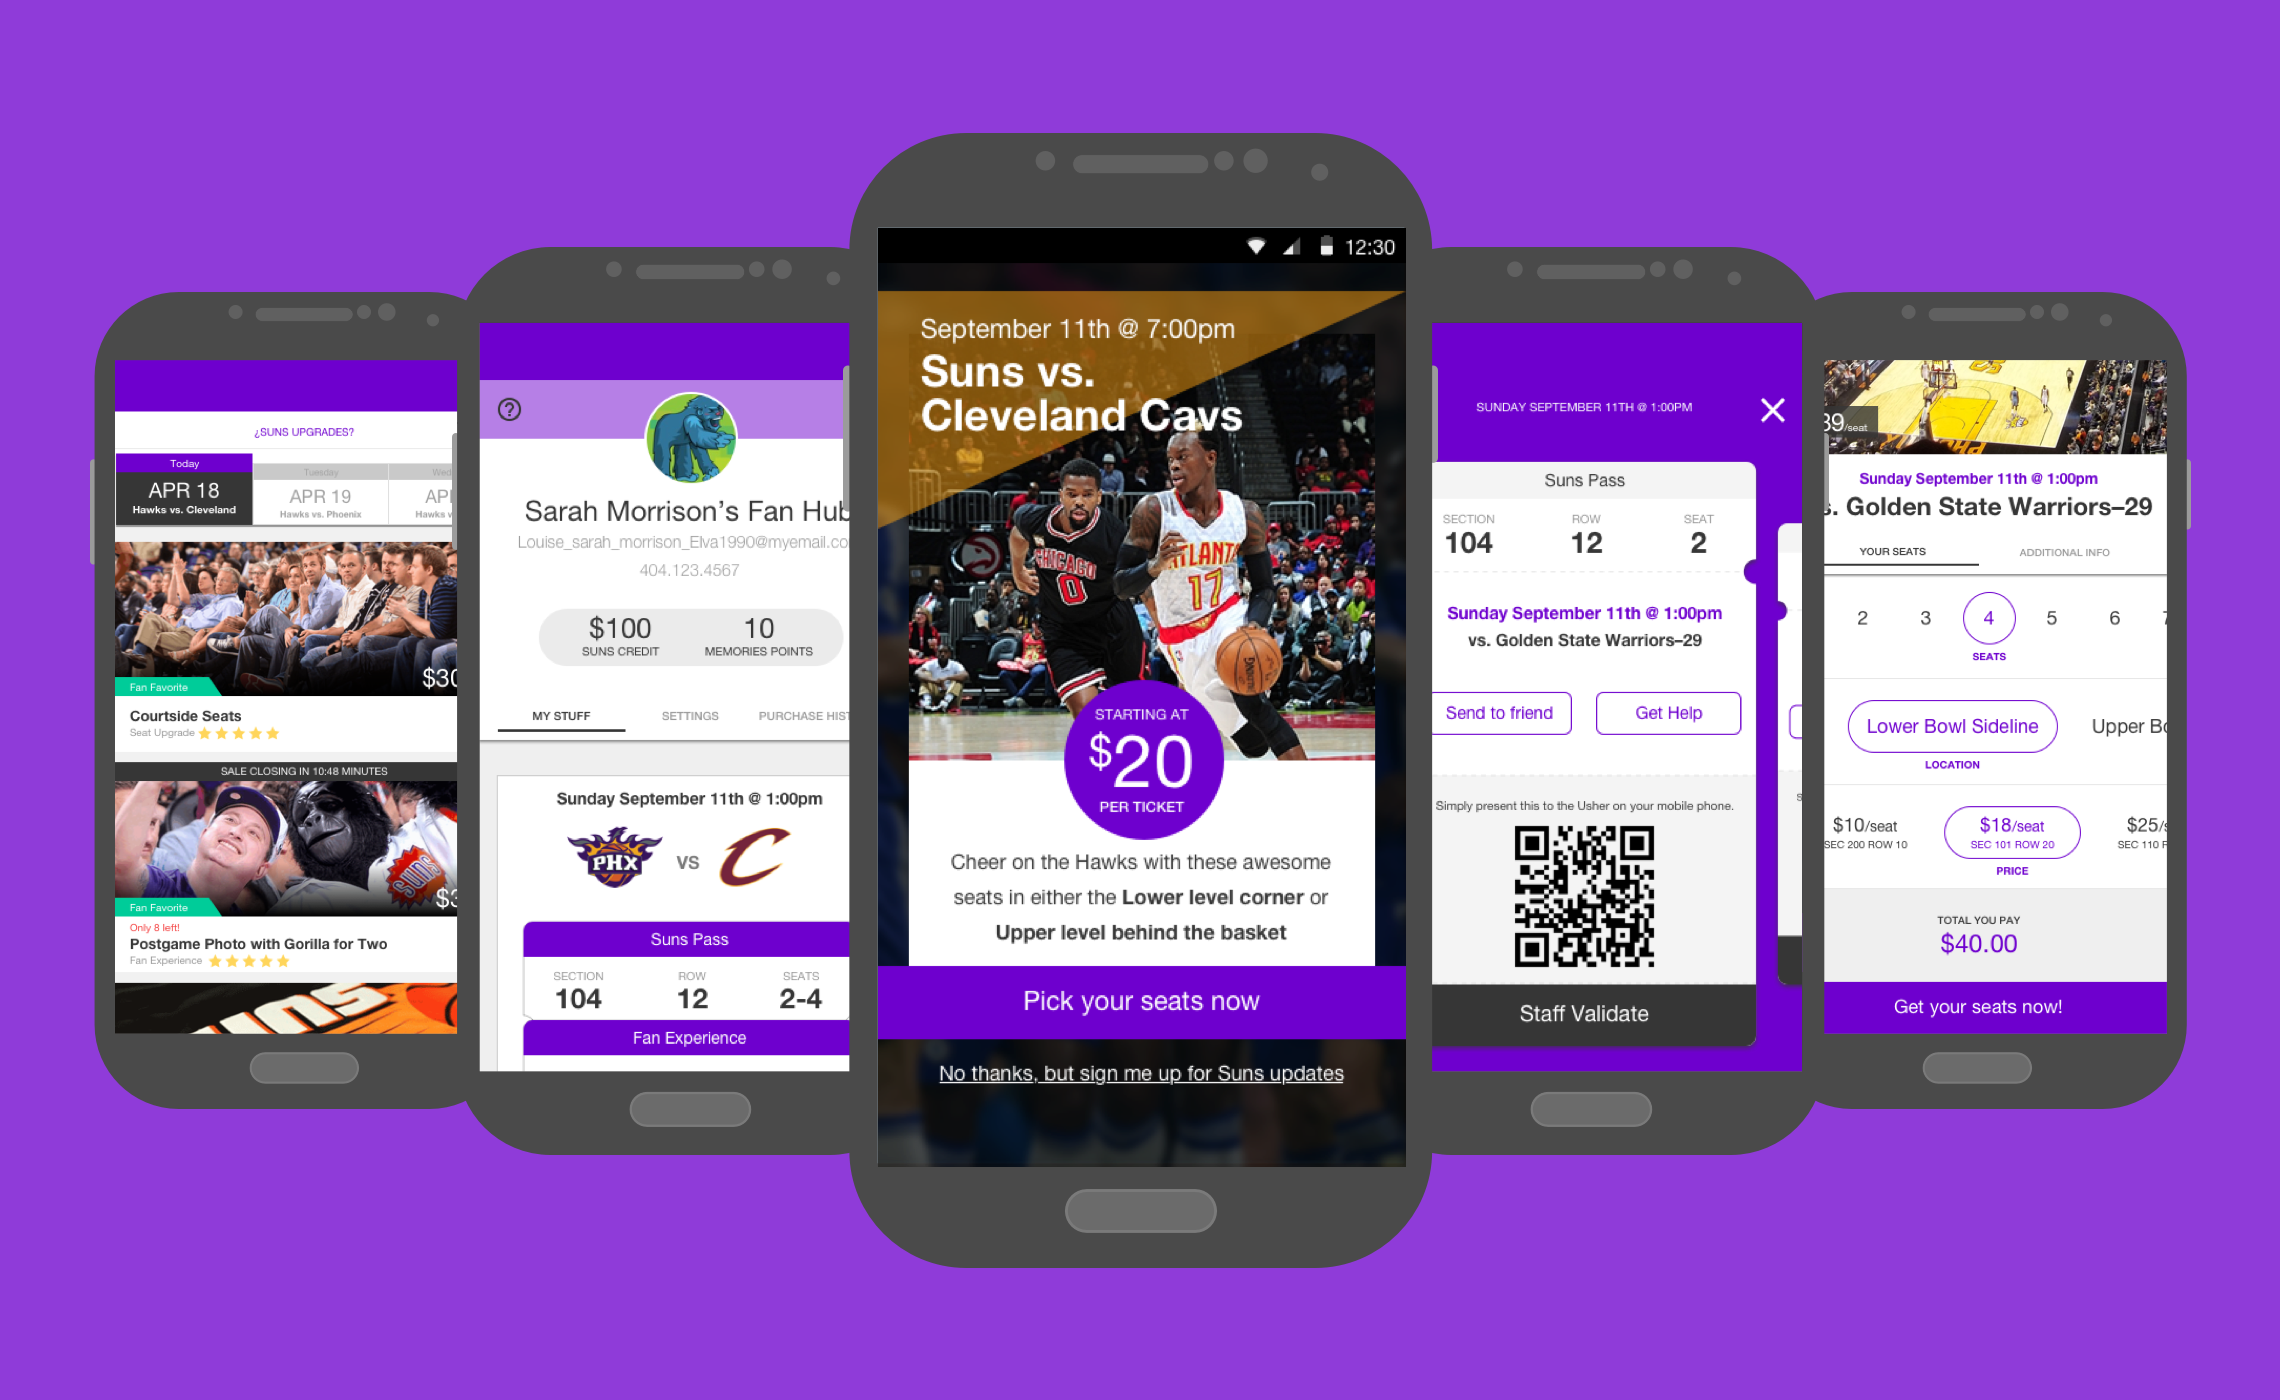 ¿SUNS UPGRADES?
Today
APR 18
Hawks vs. Cleveland
Tuesday
APR 19
Hawks vs. Phoenix
Hawks
Fan Favorite
Courtside Seats
Seat Upgrade
SALE CLOSING IN 10:48 MINUTES
SUNS
Fan Favorite
Only 8 left!
Postgame Photo with Gorilla for Two
Fan Experience
Sarah Morrison's Fan Hub
Louise_sarah_morrison_Elva1990@myemail.co
404.123.4567
$100
SUNS CREDIT
10
MEMORIES POINTS
MY STUFF
SETTINGS
PURCHASE HIST
Sunday September 11th @ 1:00pm
PHX
VS
C
Suns Pass
SECTION
ROW
SEATS
104
12
2-4
Fan Experience
12:30
September 11th @ 7:00pm
Suns vs.
Cleveland Cavs
CHICAGO
0
ATLANTA
17
STARTING AT
$20
PER TICKET
Cheer on the Hawks with these awesome
seats in either the Lower level corner or
Upper level behind the basket
Pick your seats now
No thanks, but sign me up for Suns updates
SUNDAY SEPTEMBER 11TH @ 1:00PM
Suns Pass
SECTION
ROW
SEAT
104
12
2
Sunday September 11th @ 1:00pm
vs. Golden State Warriors–29
Send to friend
Get Help
Simply present this to the Usher on your mobile phone.
Staff Validate
39/seat
Sunday September 11th @ 1:00pm
s. Golden State Warriors–29
YOUR SEATS
ADDITIONAL INFO
2 3 4 5 6 7
SEATS
Lower Bowl Sideline
Upper Bo
LOCATION
$10/seat
SEC 200 ROW 10
$18/seat
SEC 101 ROW 20
$25/s
SEC 110 R
PRICE
TOTAL YOU PAY
$40.00
Get your seats now!